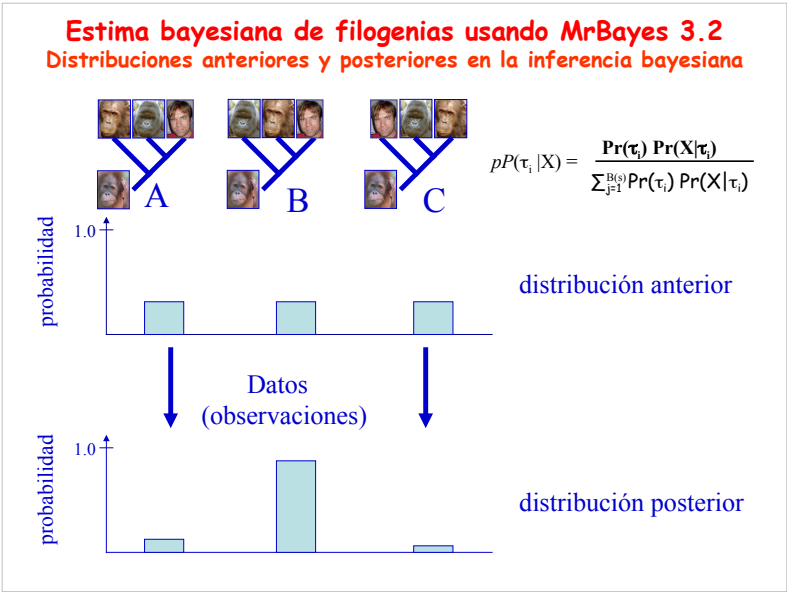 Estima bayesiana de filogenias usando MrBayes 3.2
Distribuciones anteriores y posteriores en la inferencia bayesiana
A
B
C
pP(τᵢ |X) = Pr(τᵢ) Pr(X|τᵢ)
∑ B(s) j=1 Pr(τᵢ) Pr(X|τᵢ)
probabilidad
1.0
distribución anterior
Datos
(observaciones)
probabilidad
1.0
distribución posterior